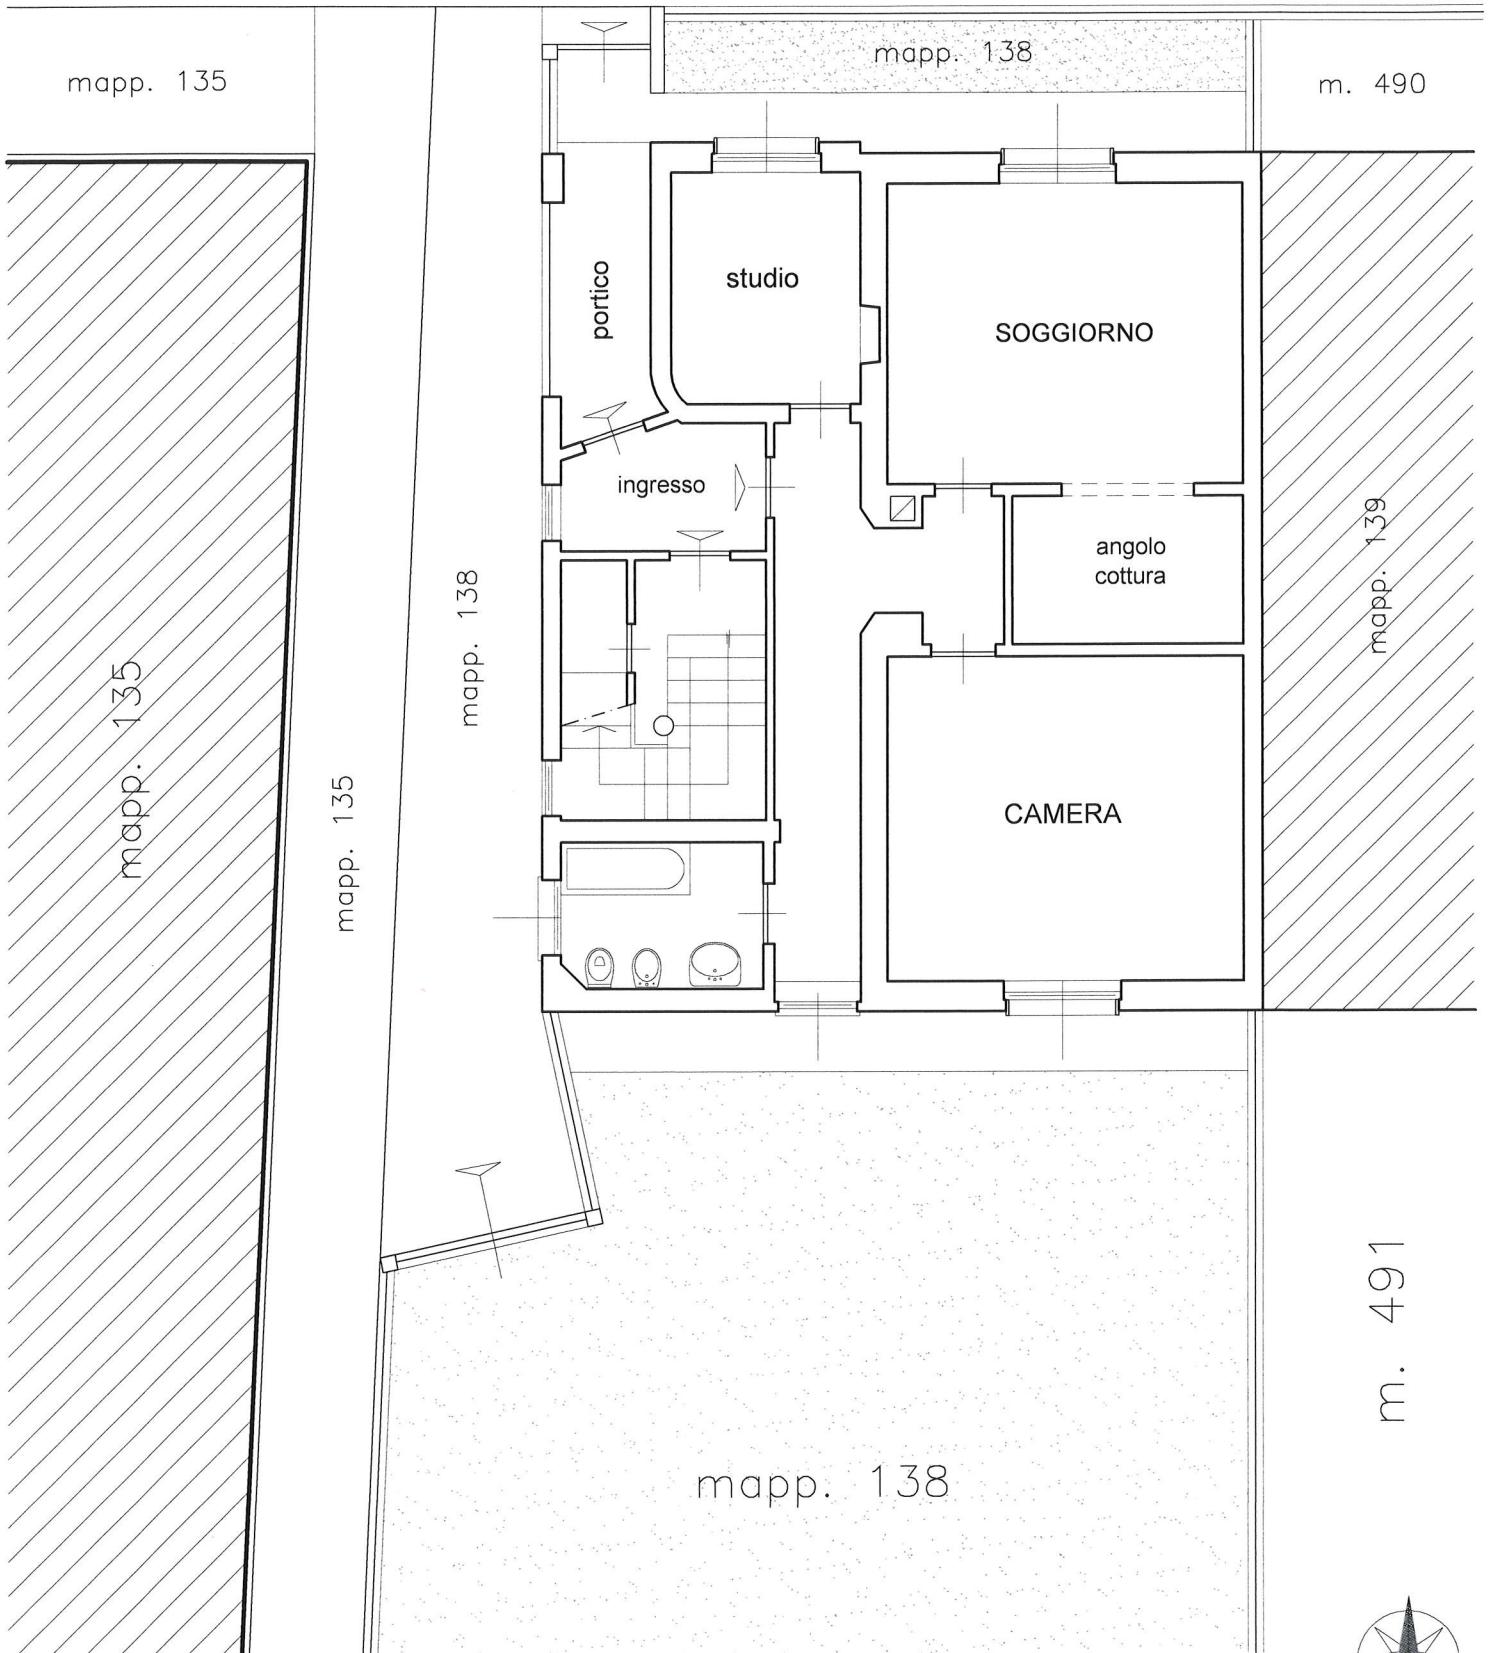 mapp. 138
mapp. 135
m. 490
portico
studio
SOGGIORNO
ingresso
angolo
cottura
mapp. 139
mapp. 138
mapp. 135
mapp. 135
CAMERA
m. 491
mapp. 138